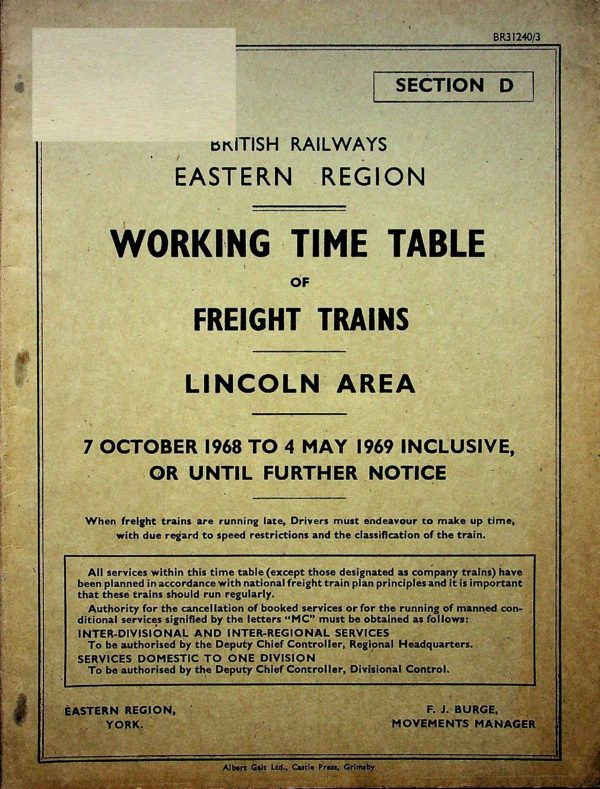 BR31240/3
SECTION D
BRITISH RAILWAYS
EASTERN REGION
WORKING TIME TABLE
OF
FREIGHT TRAINS
LINCOLN AREA
7 OCTOBER 1968 TO 4 MAY 1969 INCLUSIVE,
OR UNTIL FURTHER NOTICE
When freight trains are running late, Drivers must endeavour to make up time,
with due regard to speed restrictions and the classification of the train.
All services within this time table (except those designated as company trains) have
been planned in accordance with national freight train plan principles and it is important
that these trains should run regularly.
Authority for the cancellation of booked services or for the running of manned con-
ditional services signified by the letters "MC" must be obtained as follows:
INTER-DIVISIONAL AND INTER-REGIONAL SERVICES
To be authorised by the Deputy Chief Controller, Regional Headquarters.
SERVICES DOMESTIC TO ONE DIVISION
To be authorised by the Deputy Chief Controller, Divisional Control.
EASTERN REGION,
YORK.
F. J. BURGE,
MOVEMENTS MANAGER
Albert Gait Ltd., Castle Press, Grimsby